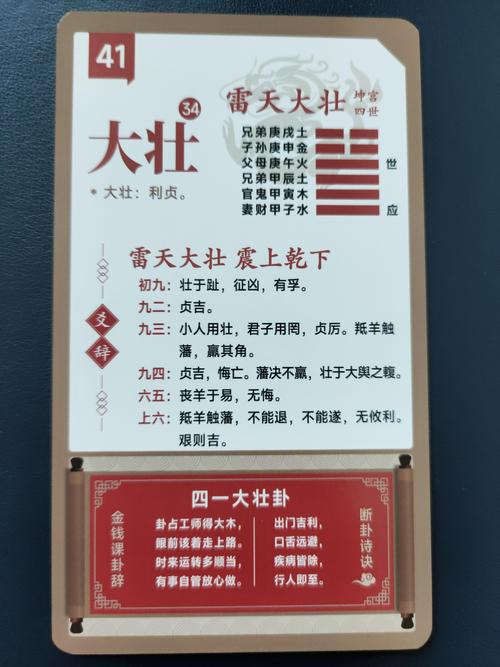 41
雷天大壮
坤宫
四世
34
大壮
* 大壮：利贞。
兄弟庚戌土
子孙庚申金
父母庚午火 世
兄弟甲辰土
官鬼甲寅木
妻财甲子水 应
雷天大壮 震上乾下
爻辞
初九：壮于趾，征凶，有孚。
九二：贞吉。
九三：小人用壮，君子用罔，贞厉。羝羊触
藩，羸其角。
九四：贞吉，悔亡。藩决不羸，壮于大舆之輹。
六五：丧羊于易，无悔。
上六：羝羊触藩，不能退，不能遂，无攸利。
艰则吉。
四一大壮卦
金钱课卦辞
卦占工师得大木，
眼前该着走上路。
时来运转多顺当，
有事自管放心做。
出门吉利，
口舌远避，
疾病皆除，
行人即至。
断卦诗诀